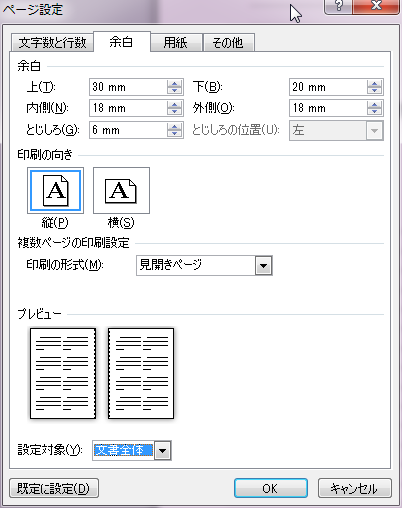 ページ設定
文字数と行数 余白 用紙 その他
余白
上(T): 30 mm 下(B): 20 mm
内側(N): 18 mm 外側(O): 18 mm
とじしろ(G): 6 mm とじしろの位置(U): 左
印刷の向き
A A
縦(P) 横(S)
複数ページの印刷設定
印刷の形式(M): 見開きページ
プレビュー
設定対象(Y): 文書全体
既定に設定(D) OK キャンセル